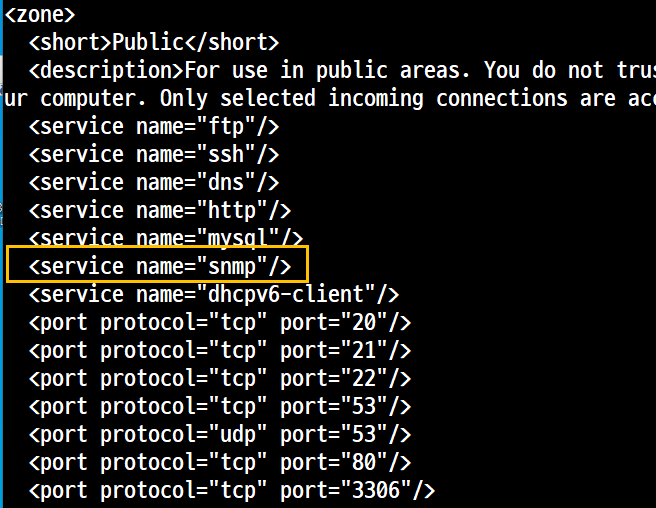 <zone>
<short>Public</short>
<description>For use in public areas. You do not trus
ur computer. Only selected incoming connections are acc
<service name="ftp"/>
<service name="ssh"/>
<service name="dns"/>
<service name="http"/>
<service name="mysql"/>
<service name="snmp"/>
<service name="dhcpv6-client"/>
<port protocol="tcp" port="20"/>
<port protocol="tcp" port="21"/>
<port protocol="tcp" port="22"/>
<port protocol="tcp" port="53"/>
<port protocol="udp" port="53"/>
<port protocol="tcp" port="80"/>
<port protocol="tcp" port="3306"/>